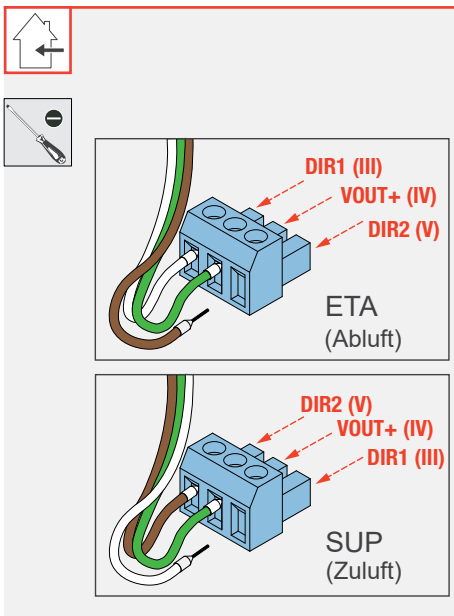 DIR1 (III)
VOUT+ (IV)
DIR2 (V)
ETA
(Abluft)
DIR2 (V)
VOUT+ (IV)
DIR1 (III)
SUP
(Zuluft)